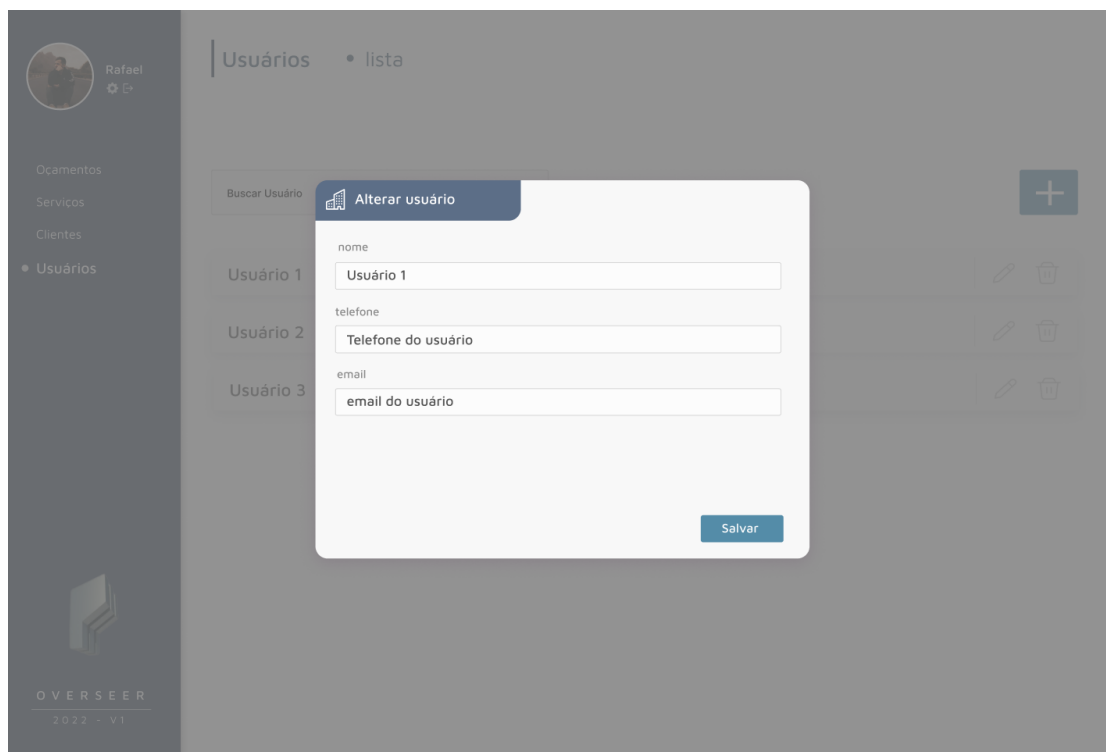 Rafael
Usuários • lista
Oçamentos
Serviços
Clientes
• Usuários
Buscar Usuário
Usuário 1
Usuário 2
Usuário 3
Alterar usuário
nome
Usuário 1
telefone
Telefone do usuário
email
email do usuário
Salvar
OVERSEER
2022 - V1